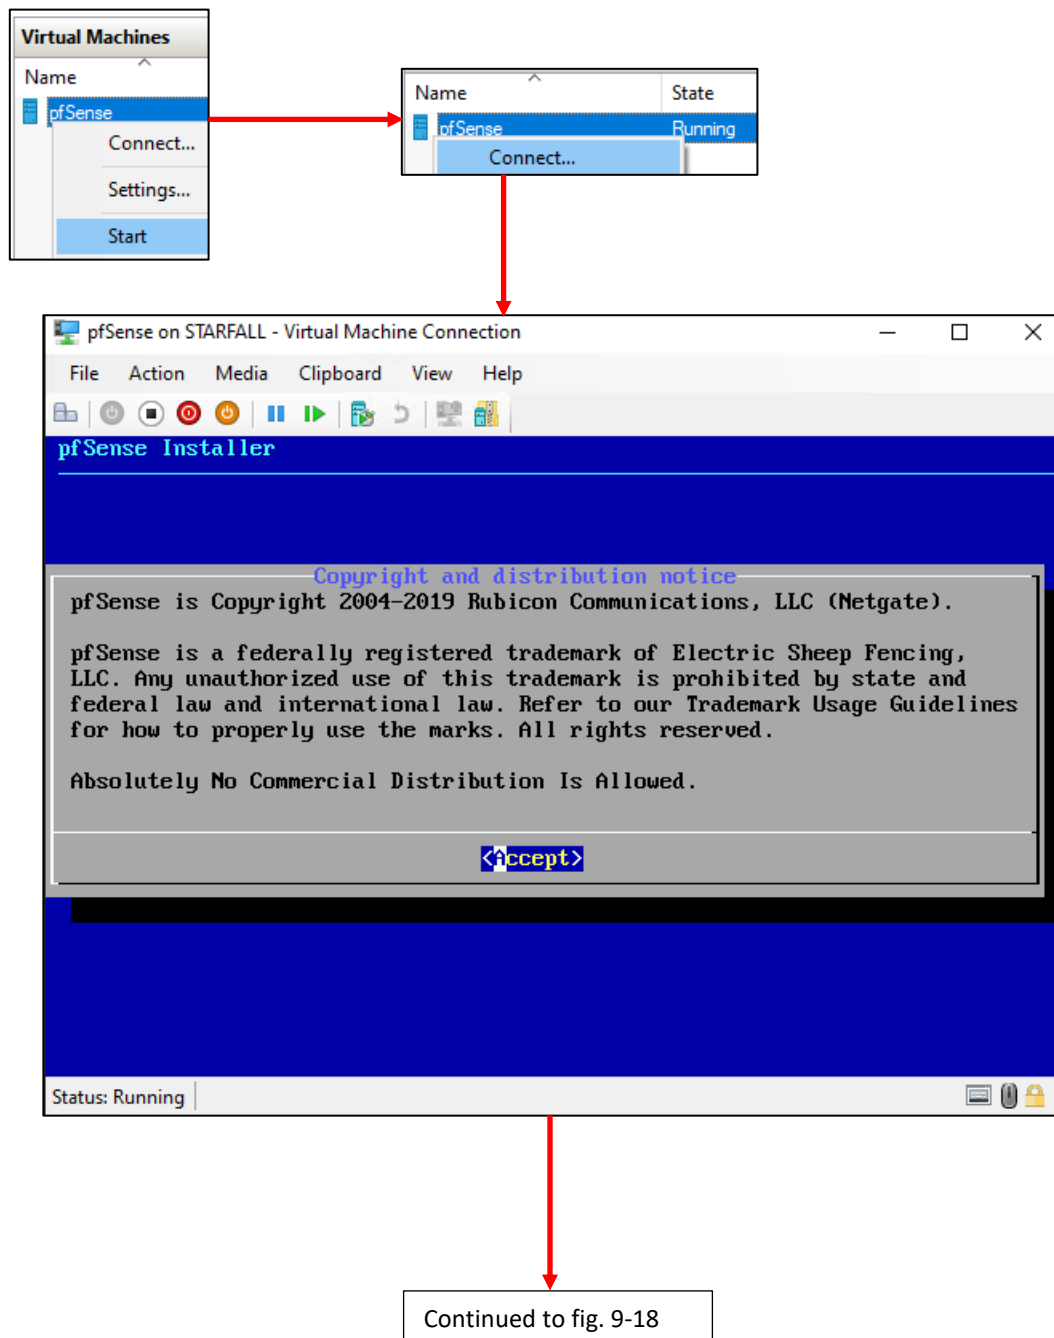 Virtual Machines
Name
pfSense
Connect...
Settings...
Start
Name State
pfSense Running
Connect...
pfSense on STARFALL - Virtual Machine Connection
File Action Media Clipboard View Help
pfSense Installer
Copyright and distribution notice
pfSense is Copyright 2004-2019 Rubicon Communications, LLC (Netgate).
pfSense is a federally registered trademark of Electric Sheep Fencing,
LLC. Any unauthorized use of this trademark is prohibited by state and
federal law and international law. Refer to our Trademark Usage Guidelines
for how to properly use the marks. All rights reserved.
Absolutely No Commercial Distribution Is Allowed.
<Accept>
Status: Running
Continued to fig. 9-18